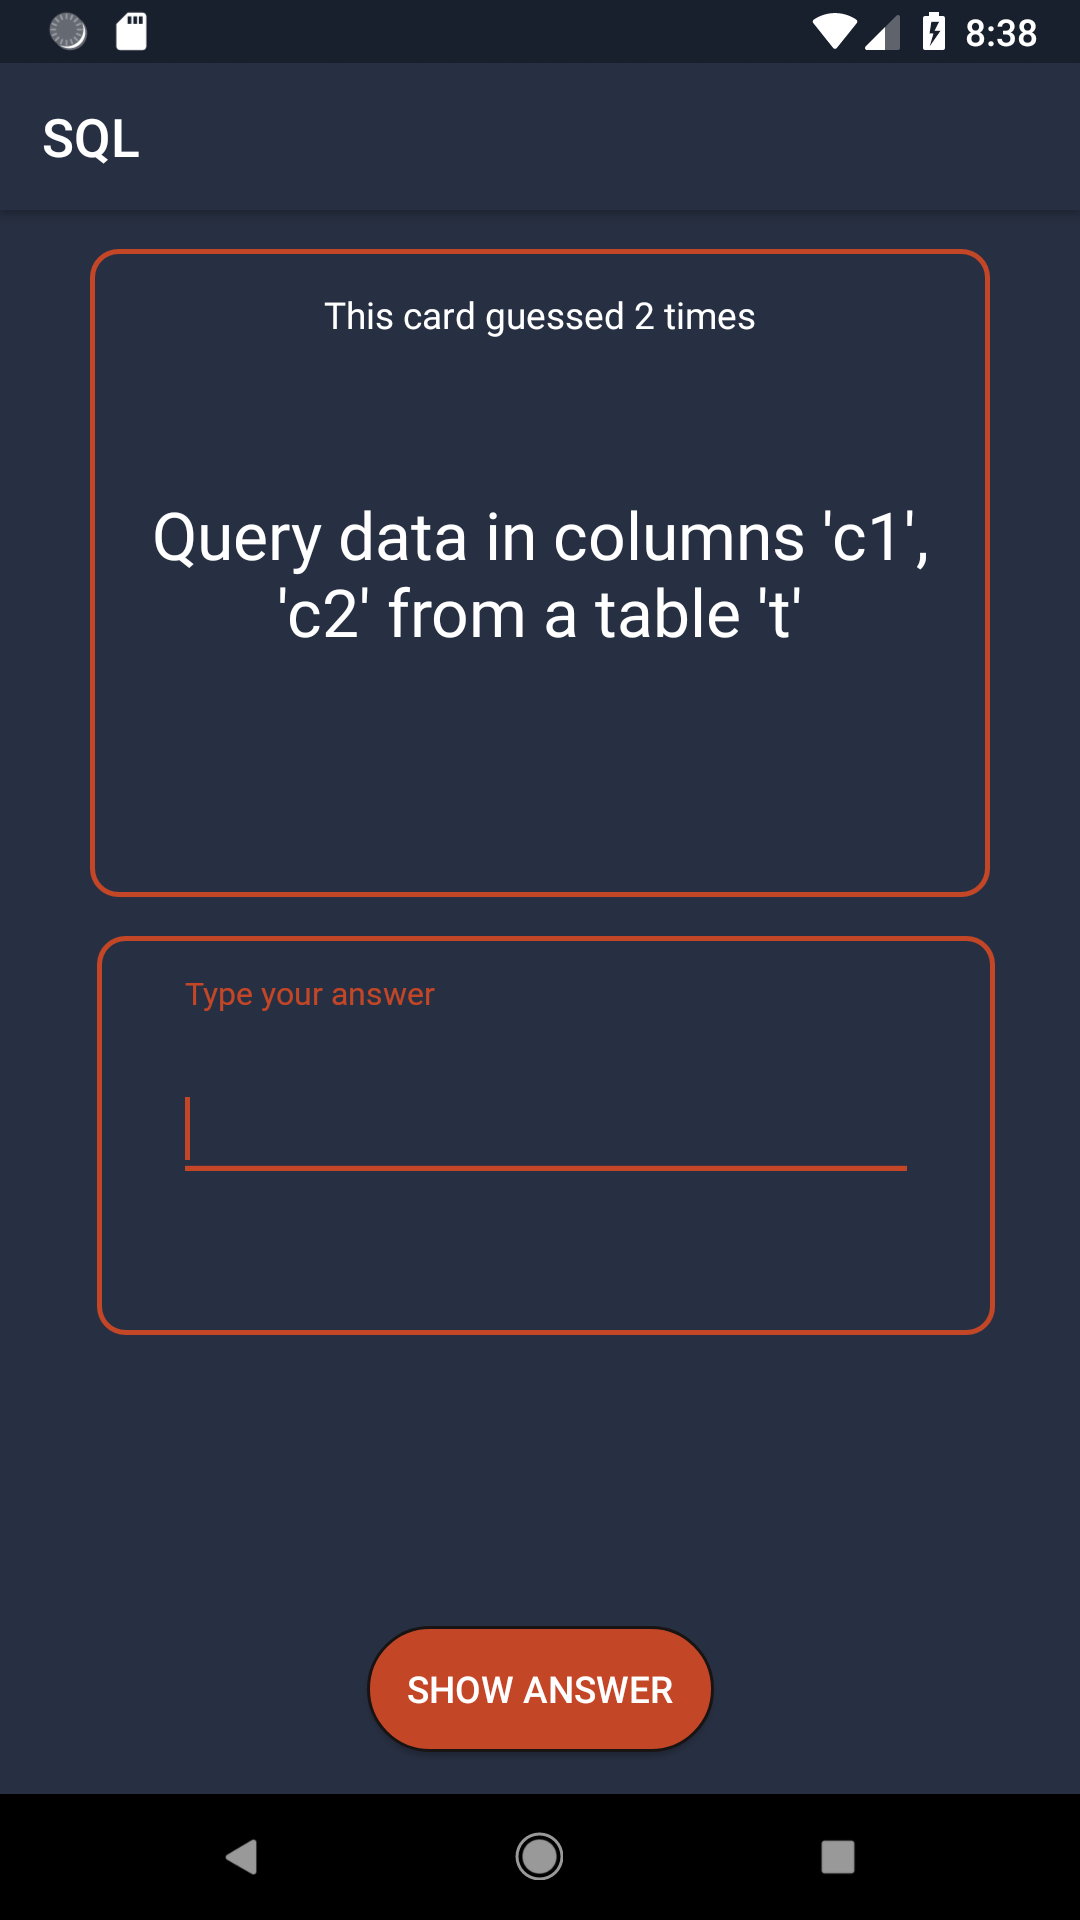 8:38
SQL
This card guessed 2 times
Query data in columns 'c1',
'c2' from a table 't'
Type your answer
SHOW ANSWER